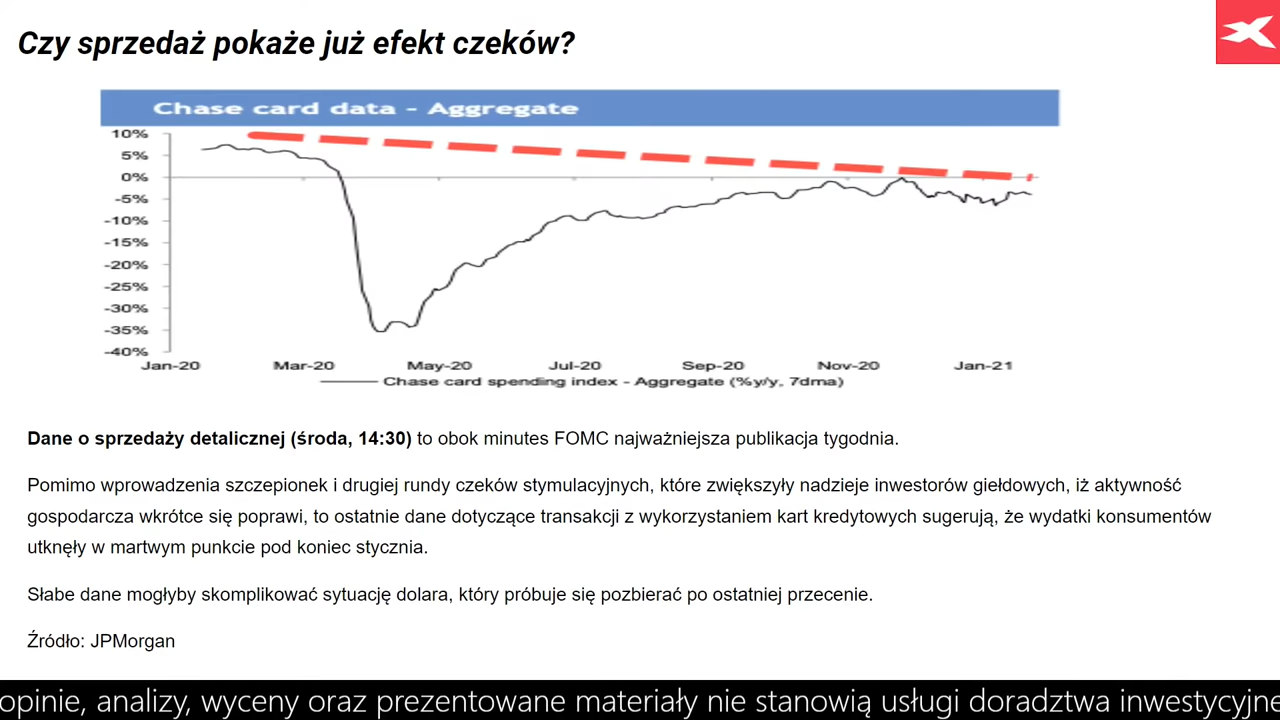 Czy sprzedaż pokaże już efekt czeków?
Chase card data - Aggregate
10%
5%
0%
-5%
-10%
-15%
-20%
-25%
-30%
-35%
-40%
Jan-20 Mar-20 May-20 Jul-20 Sep-20 Nov-20 Jan-21
Chase card spending index - Aggregate (%y/y, 7dma)
Dane o sprzedaży detalicznej (środa, 14:30) to obok minutes FOMC najważniejsza publikacja tygodnia.
Pomimo wprowadzenia szczepionek i drugiej rundy czeków stymulacyjnych, które zwiększyły nadzieje inwestorów giełdowych, iż aktywność
gospodarcza wkrótce się poprawi, to ostatnie dane dotyczące transakcji z wykorzystaniem kart kredytowych sugerują, że wydatki konsumentów
utknęły w martwym punkcie pod koniec stycznia.
Słabe dane mogłyby skomplikować sytuację dolara, który próbuje się pozbierać po ostatniej przecenie.
Źródło: JPMorgan
opinie, analizy, wyceny oraz prezentowane materiały nie stanowią usługi doradztwa inwestycyjne